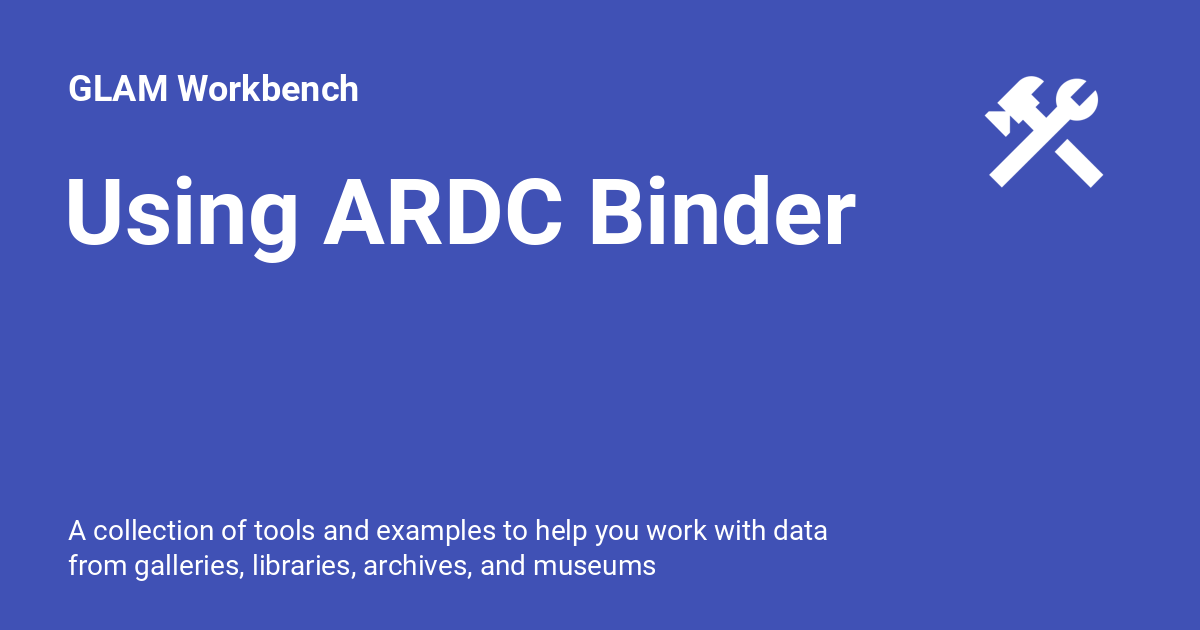 GLAM Workbench
Using ARDC Binder
A collection of tools and examples to help you work with data
from galleries, libraries, archives, and museums